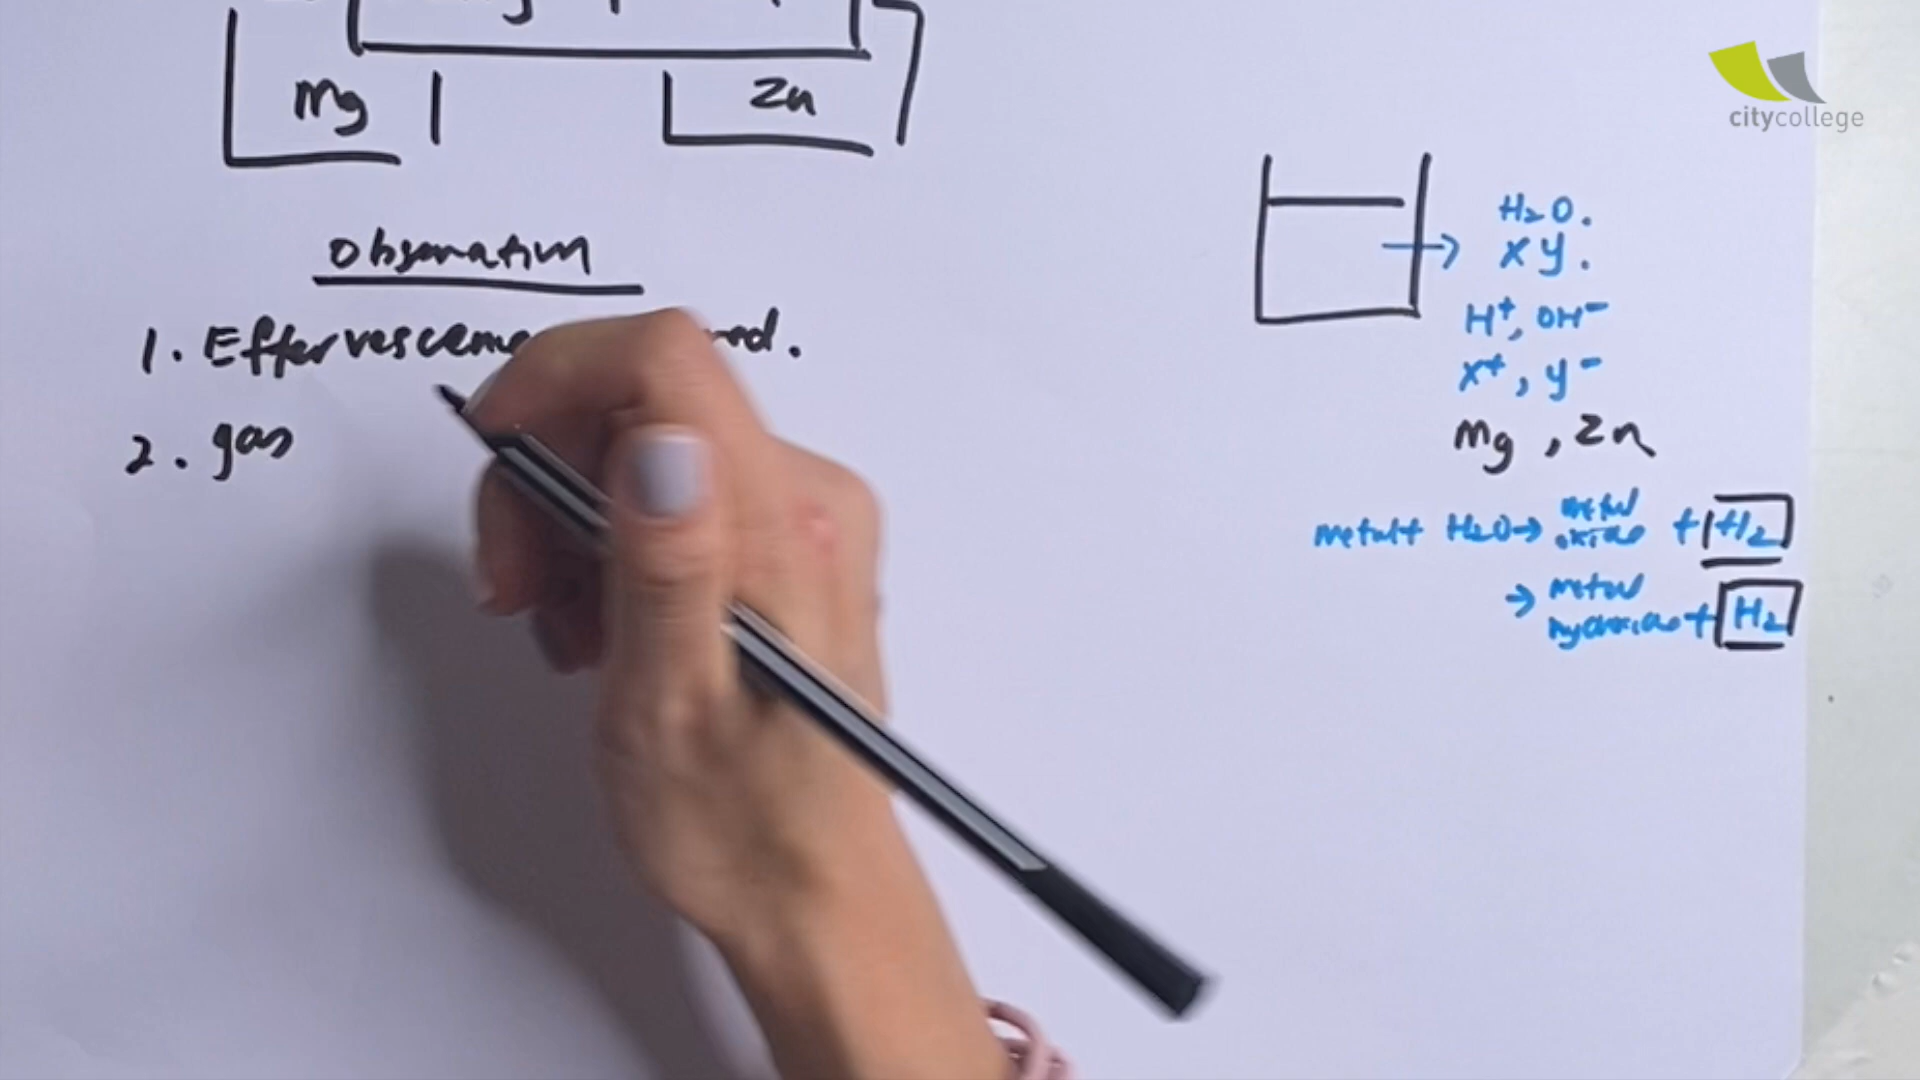 Mg
Zn
citycollege
Observation
1. Effervescence
2. gas
H₂O.
xy.
H⁺, OH⁻
x⁺, y⁻
Mg, Zn
metal + H₂O → metal oxide + H₂
→ metal hydroxide + H₂